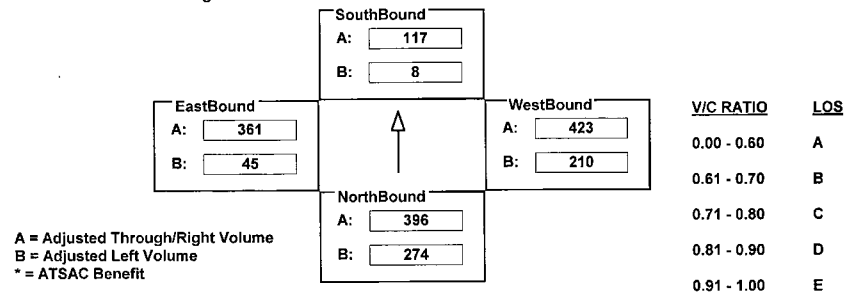 SouthBound
A: 117
B: 8
EastBound
A: 361
B: 45
WestBound
A: 423
B: 210
NorthBound
A: 396
B: 274
A = Adjusted Through/Right Volume
B = Adjusted Left Volume
* = ATSAC Benefit
V/C RATIO LOS
0.00 - 0.60 A
0.61 - 0.70 B
0.71 - 0.80 C
0.81 - 0.90 D
0.91 - 1.00 E